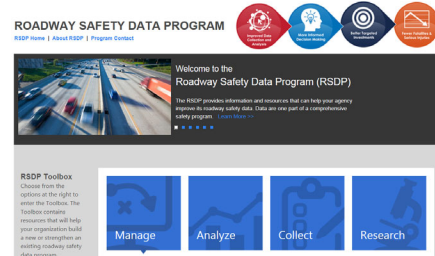 ROADWAY SAFETY DATA PROGRAM
RSDP Home | About RSDP | Program Contact
Improved Data
Collection and
Analysis
More Informed
Decision Making
Better Targeted
Investments
Fewer Fatalities &
Serious Injuries
Welcome to the
Roadway Safety Data Program (RSDP)
The RSDP provides information and resources that can help your agency
improve its roadway safety data. Data are one part of a comprehensive
safety program. Learn More >>
RSDP Toolbox
Choose from the
options at the right to
enter the Toolbox. The
Toolbox contains
resources that will help
your organization build
a new or strengthen an
existing roadway safety
data program.
Manage
Analyze
Collect
Research